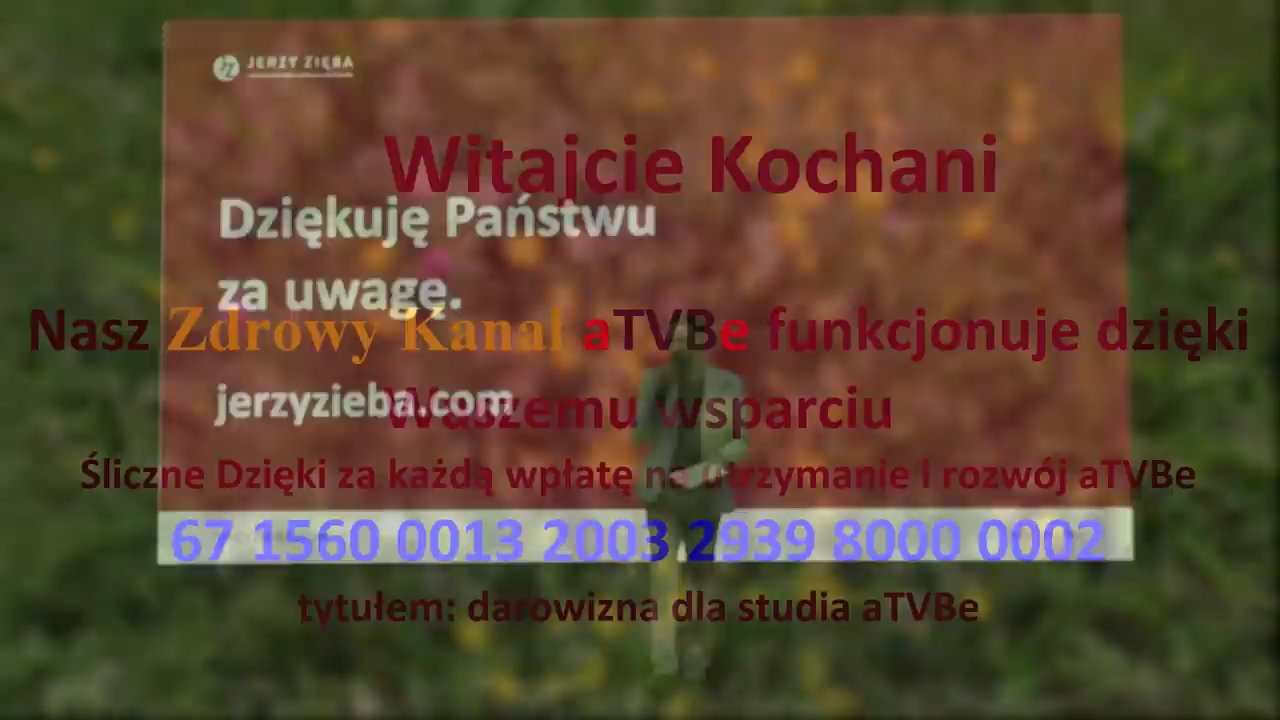 JERZY ZIĘBA
Witajcie Kochani
Dziękuję Państwu
za uwagę.
Nasz Zdrowy Kanał aTVBe funkcjonuje dzięki
jerzyzieba.com
Waszemu wsparciu
Śliczne Dzięki za każdą wpłatę na utrzymanie I rozwój aTVBe
67 1560 0013 2003 2939 8000 0002
tytułem: darowizna dla studia aTVBe